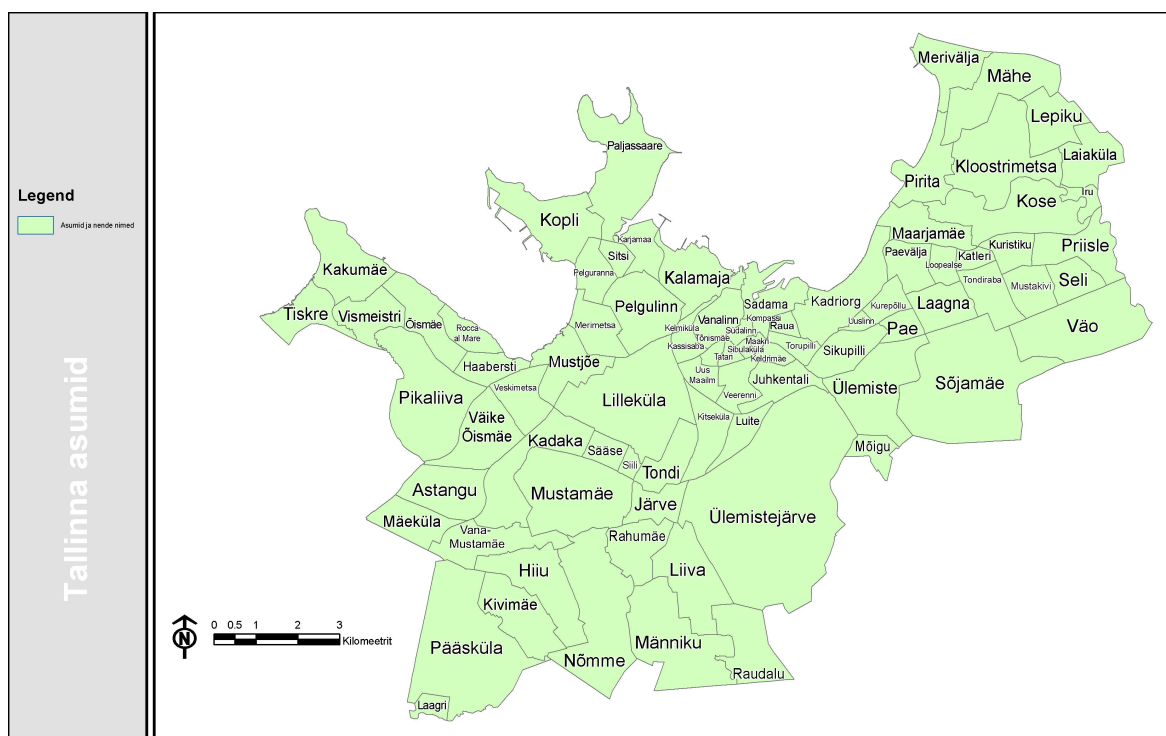 Tallinna asumid
Legend
Asumid ja nende nimed
Merivälja
Mähe
Lepiku
Laiaküla
Kloostrimetsa
Pirita
Iru
Kose
Paljassaare
Kopli
Karjamaa
Sitsi
Maarjamäe
Kuristiku
Priisle
Paevälja
Katleri
Loopealse
Pelguranna
Kalamaja
Kakumäe
Tondiraba
Mustakivi
Seli
Pelgulinn
Sadama
Kadriorg
Kurepõllu
Laagna
Tiskre
Vismeistri
Õismäe
Rocca
al Mare
Merimetsa
Kelmiküla
Vanalinn
Kompassi
Raua
Uuslinn
Pae
Väo
Südalinn
Tõnismäe
Kassisaba
Maakri
Sibulaküla
Torupilli
Sikupilli
Tatari
Keldrimäe
Haabersti
Mustjõe
Uus
Maailm
Juhkentali
Ülemiste
Sõjamäe
Veskimetsa
Pikaliiva
Lilleküla
Veerenni
Väike
Õismäe
Kitseküla
Luite
Kadaka
Sääse
Siili
Tondi
Mõigu
Astangu
Mustamäe
Järve
Ülemistejärve
Mäeküla
Vana-
Mustamäe
Rahumäe
Hiiu
Liiva
Kivimäe
Pääsküla
Männiku
Nõmme
Raudalu
Laagri
N
0 0.5 1 2 3
Kilomeetrit